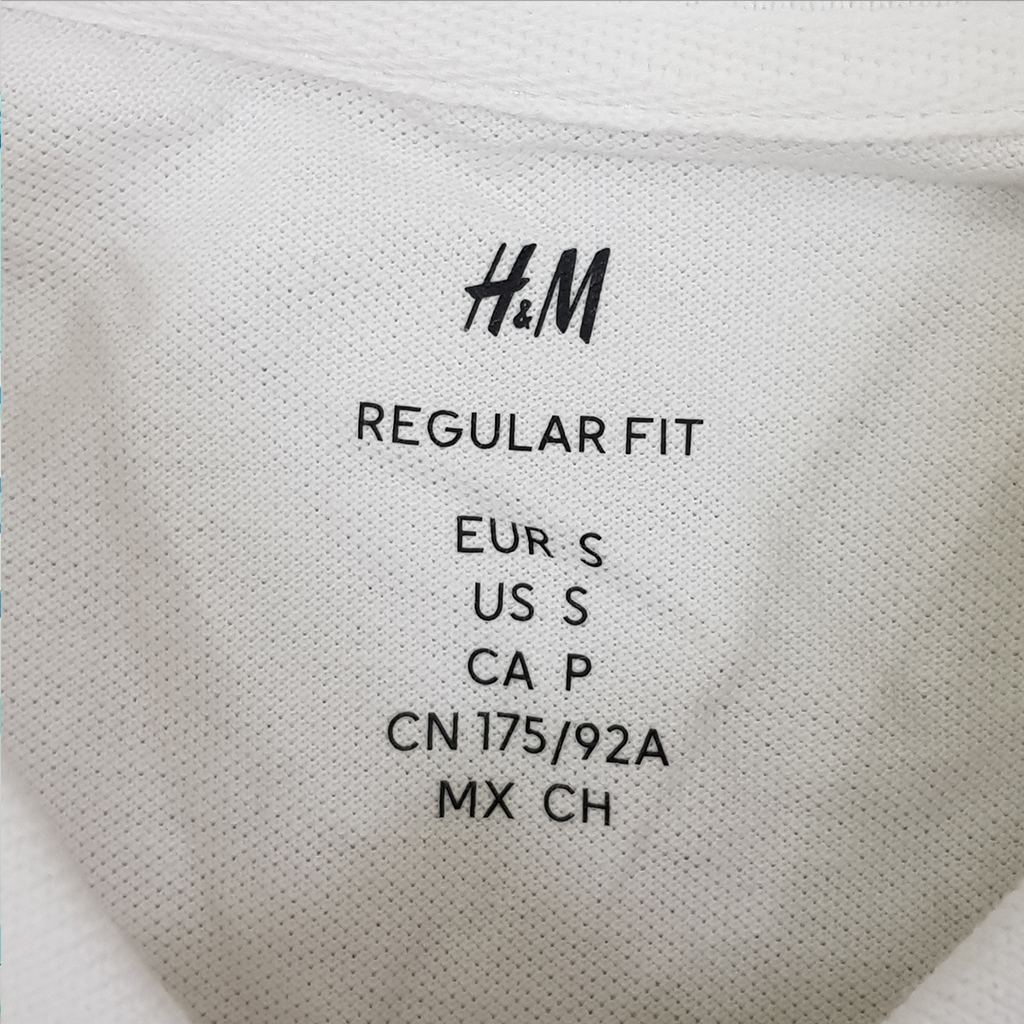 H&M
REGULAR FIT
EUR S
US S
CA P
CN 175/92A
MX CH